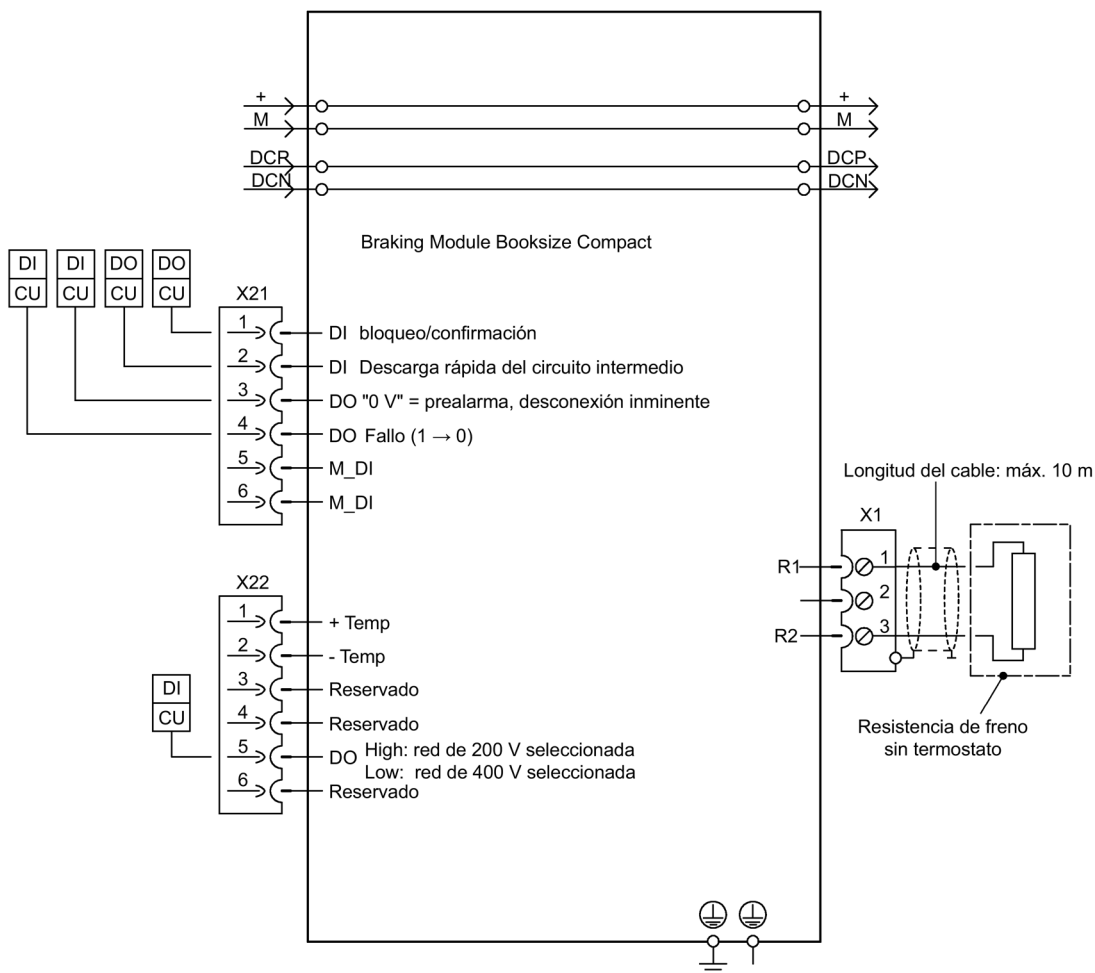 + +
M M
DCP DCP
DCN DCN
Braking Module Booksize Compact
DI DI DO DO
CU CU CU CU
X21
1 DI bloqueo/confirmación
2 DI Descarga rápida del circuito intermedio
3 DO "0 V" = prealarma, desconexión inminente
4 DO Fallo (1 → 0)
5 M_DI
6 M_DI
Longitud del cable: máx. 10 m
X1
R1 1
2
R2 3
Resistencia de freno
sin termostato
X22
1 + Temp
2 - Temp
3 Reservado
4 Reservado
DI
CU
5 DO High: red de 200 V seleccionada
Low: red de 400 V seleccionada
6 Reservado